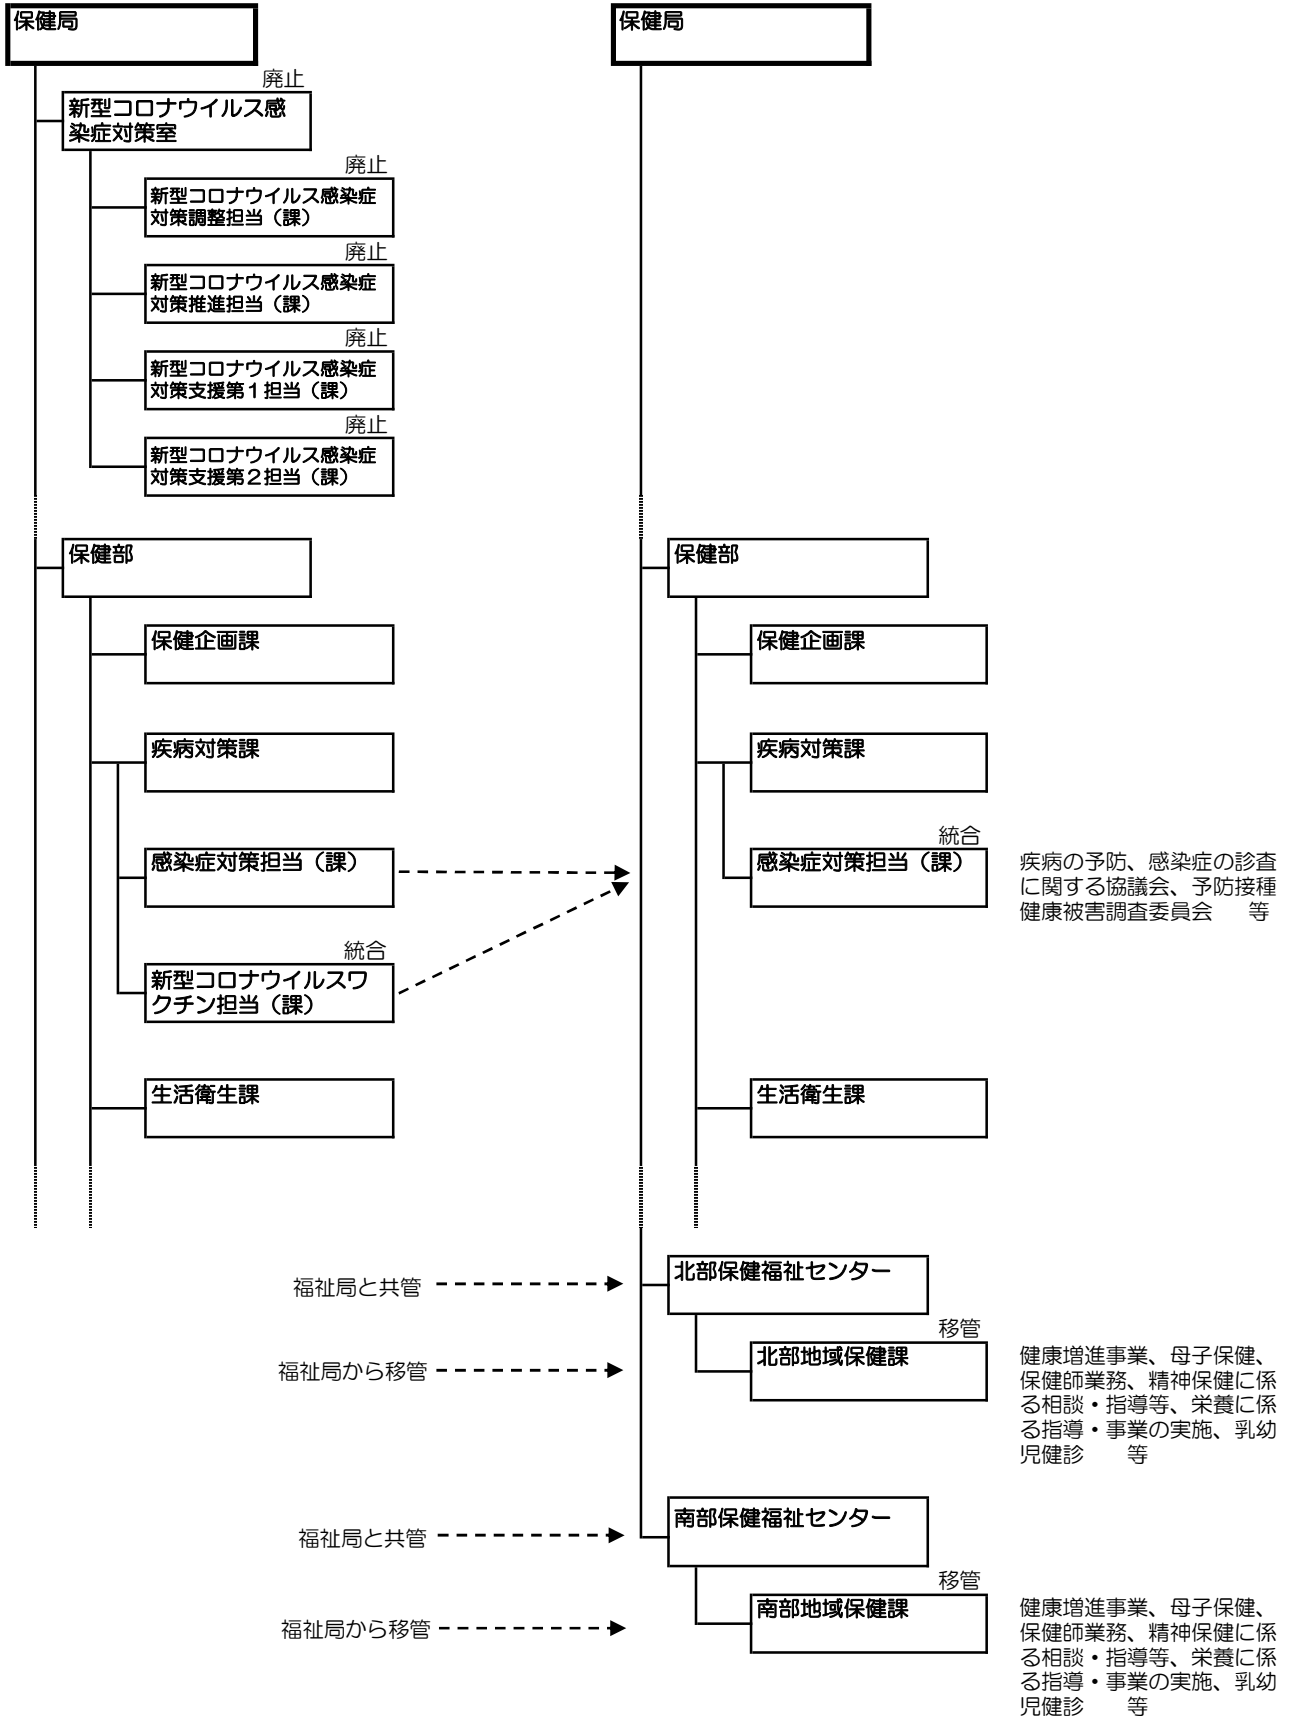 保健局
保健局
廃止
新型コロナウイルス感
染症対策室
廃止
新型コロナウイルス感染症
対策調整担当（課）
廃止
新型コロナウイルス感染症
対策推進担当（課）
廃止
新型コロナウイルス感染症
対策支援第１担当（課）
廃止
新型コロナウイルス感染症
対策支援第２担当（課）
保健部
保健部
保健企画課
保健企画課
疾病対策課
疾病対策課
感染症対策担当（課）
統合
感染症対策担当（課）
疾病の予防、感染症の診査
に関する協議会、予防接種
健康被害調査委員会　等
統合
新型コロナウイルスワ
クチン担当（課）
生活衛生課
生活衛生課
福祉局と共管
北部保健福祉センター
福祉局から移管
移管
北部地域保健課
健康増進事業、母子保健、
保健師業務、精神保健に係
る相談・指導等、栄養に係
る指導・事業の実施、乳幼
児健診　等
福祉局と共管
南部保健福祉センター
福祉局から移管
移管
南部地域保健課
健康増進事業、母子保健、
保健師業務、精神保健に係
る相談・指導等、栄養に係
る指導・事業の実施、乳幼
児健診　等